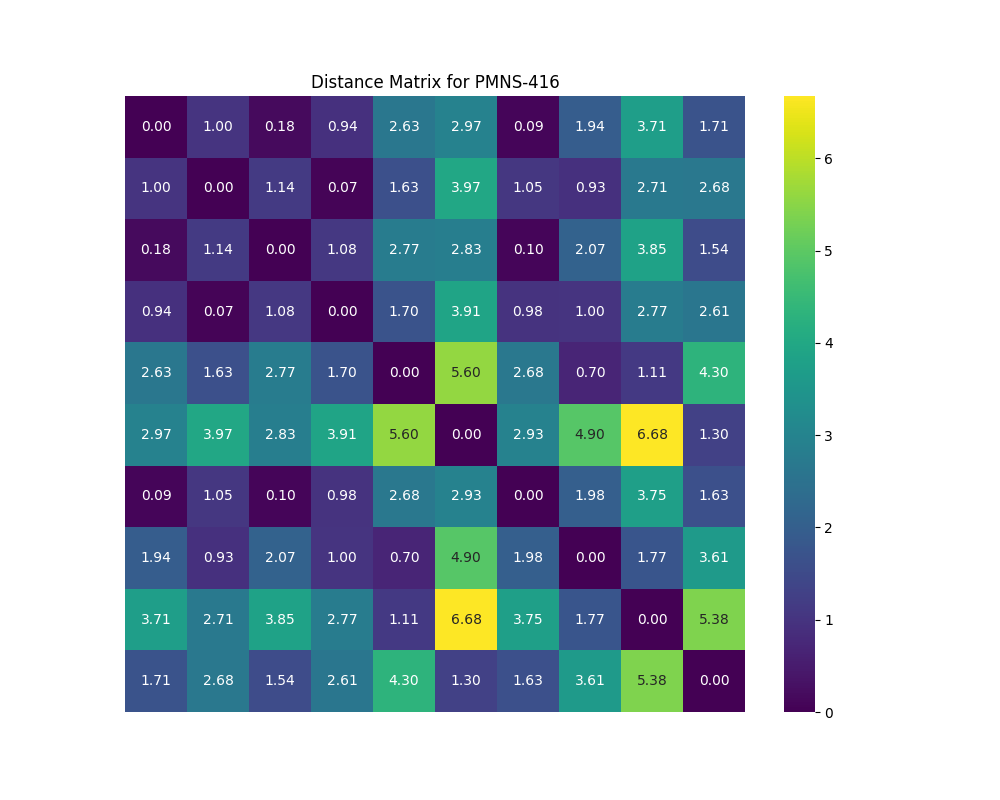 Distance Matrix for PMNS-416
0.00 1.00 0.18 0.94 2.63 2.97 0.09 1.94 3.71 1.71
1.00 0.00 1.14 0.07 1.63 3.97 1.05 0.93 2.71 2.68
0.18 1.14 0.00 1.08 2.77 2.83 0.10 2.07 3.85 1.54
0.94 0.07 1.08 0.00 1.70 3.91 0.98 1.00 2.77 2.61
2.63 1.63 2.77 1.70 0.00 5.60 2.68 0.70 1.11 4.30
2.97 3.97 2.83 3.91 5.60 0.00 2.93 4.90 6.68 1.30
0.09 1.05 0.10 0.98 2.68 2.93 0.00 1.98 3.75 1.63
1.94 0.93 2.07 1.00 0.70 4.90 1.98 0.00 1.77 3.61
3.71 2.71 3.85 2.77 1.11 6.68 3.75 1.77 0.00 5.38
1.71 2.68 1.54 2.61 4.30 1.30 1.63 3.61 5.38 0.00
6
5
4
3
2
1
0